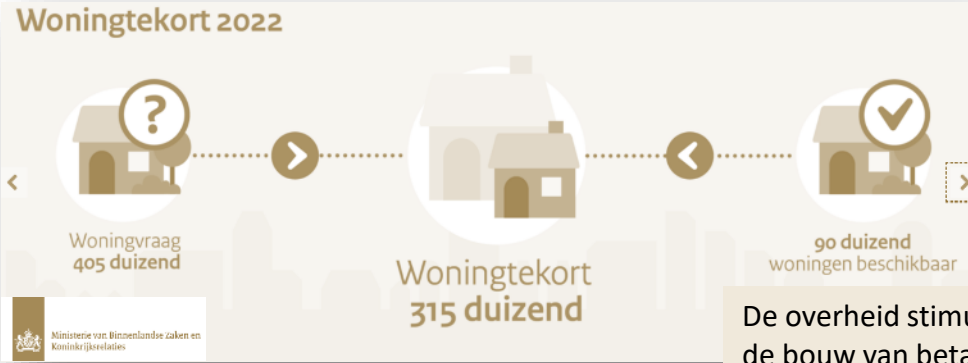 Woningtekort 2022
?
Woningvraag
405 duizend
Woningtekort
315 duizend
90 duizend
woningen beschikbaar
Ministerie van Binnenlandse Zaken en
Koninkrijksrelaties
De overheid stimu
de bouw van beta